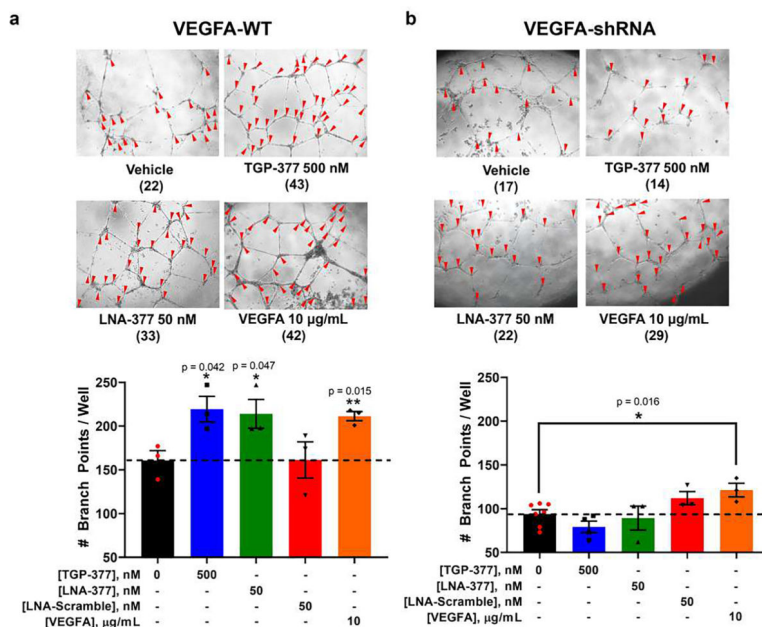 a
VEGFA-WT
Vehicle
(22)
TGP-377 500 nM
(43)
LNA-377 50 nM
(33)
VEGFA 10 µg/mL
(42)
# Branch Points / Well
250
200
150
100
50
p = 0.042
*
p = 0.047
*
p = 0.015
**
[TGP-377], nM 0 500 - - -
[LNA-377], nM - - 50 - -
[LNA-Scramble], nM - - - 50 -
[VEGFA], µg/mL - - - - 10
b
VEGFA-shRNA
Vehicle
(17)
TGP-377 500 nM
(14)
LNA-377 50 nM
(22)
VEGFA 10 µg/mL
(29)
# Branch Points / Well
250
200
150
100
50
p = 0.016
*
[TGP-377], nM 0 500 - - -
[LNA-377], nM - - 50 - -
[LNA-Scramble], nM - - - 50 -
[VEGFA], µg/mL - - - - 10